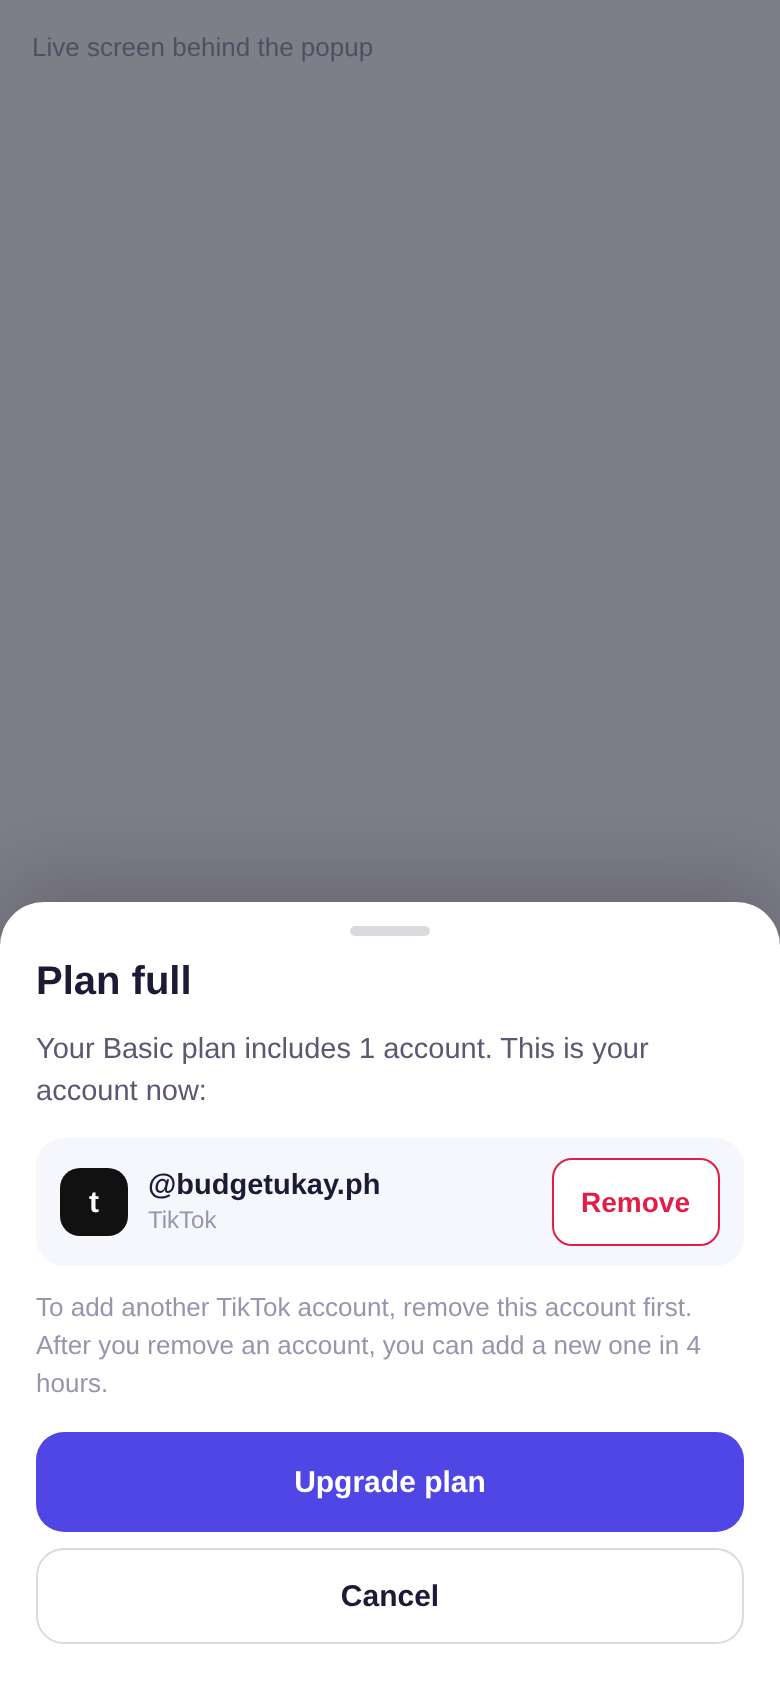 Live screen behind the popup
Plan full
Your Basic plan includes 1 account. This is your
account now:
t
@budgetukay.ph
TikTok
Remove
To add another TikTok account, remove this account first.
After you remove an account, you can add a new one in 4
hours.
Upgrade plan
Cancel